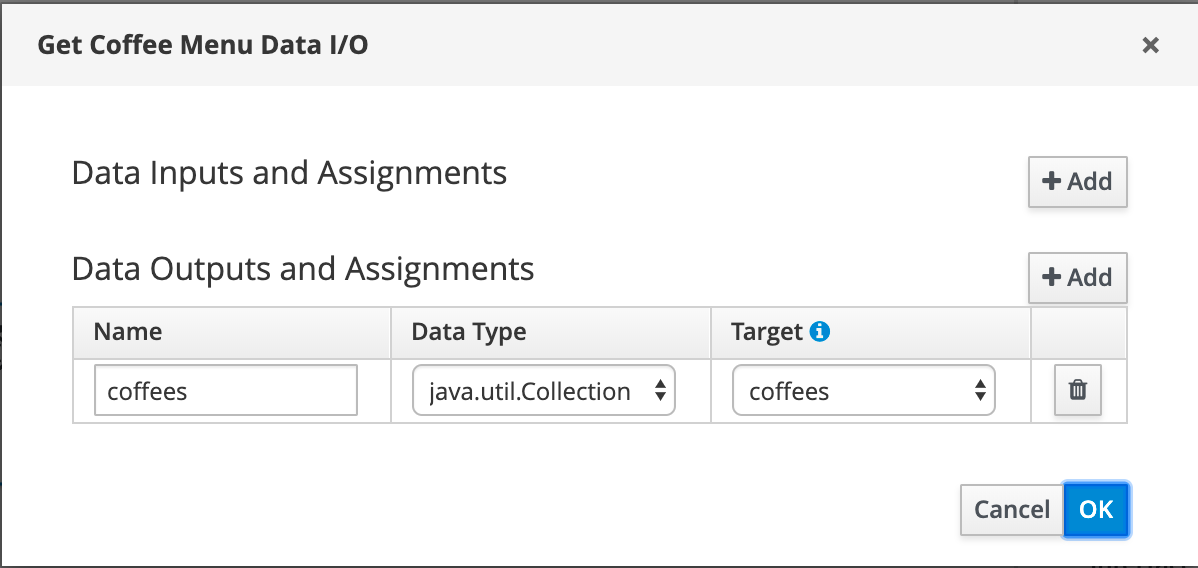 Get Coffee Menu Data I/O
Data Inputs and Assignments
Add
Data Outputs and Assignments
Add
Name Data Type Target
coffees java.util.Collection coffees
Cancel OK